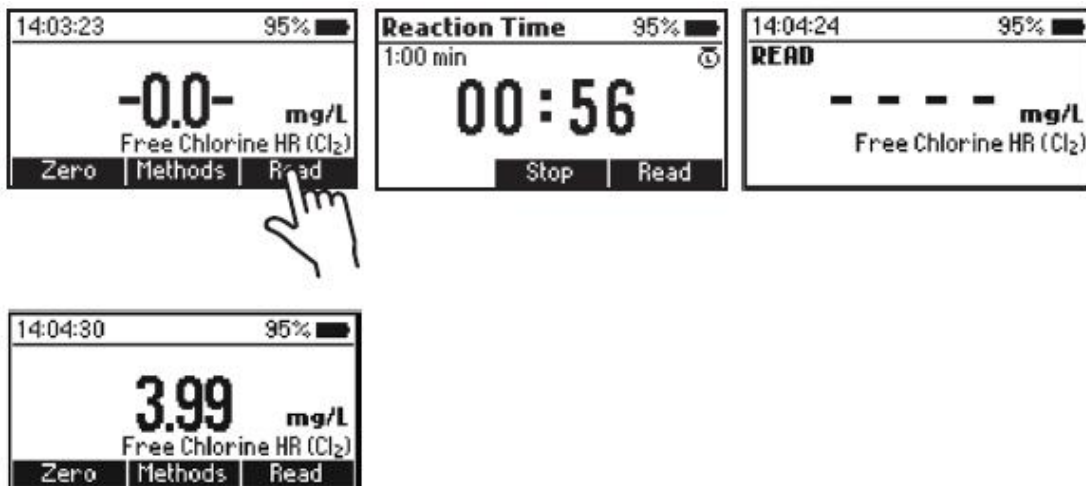 14:03:23 95%
-0.0- mg/L
Free Chlorine HR (Cl₂)
Zero Methods Read
Reaction Time 95%
1:00 min
00:56
Stop Read
14:04:24 95%
READ
- - - - mg/L
Free Chlorine HR (Cl₂)
14:04:30 95%
3.99 mg/L
Free Chlorine HR (Cl₂)
Zero Methods Read